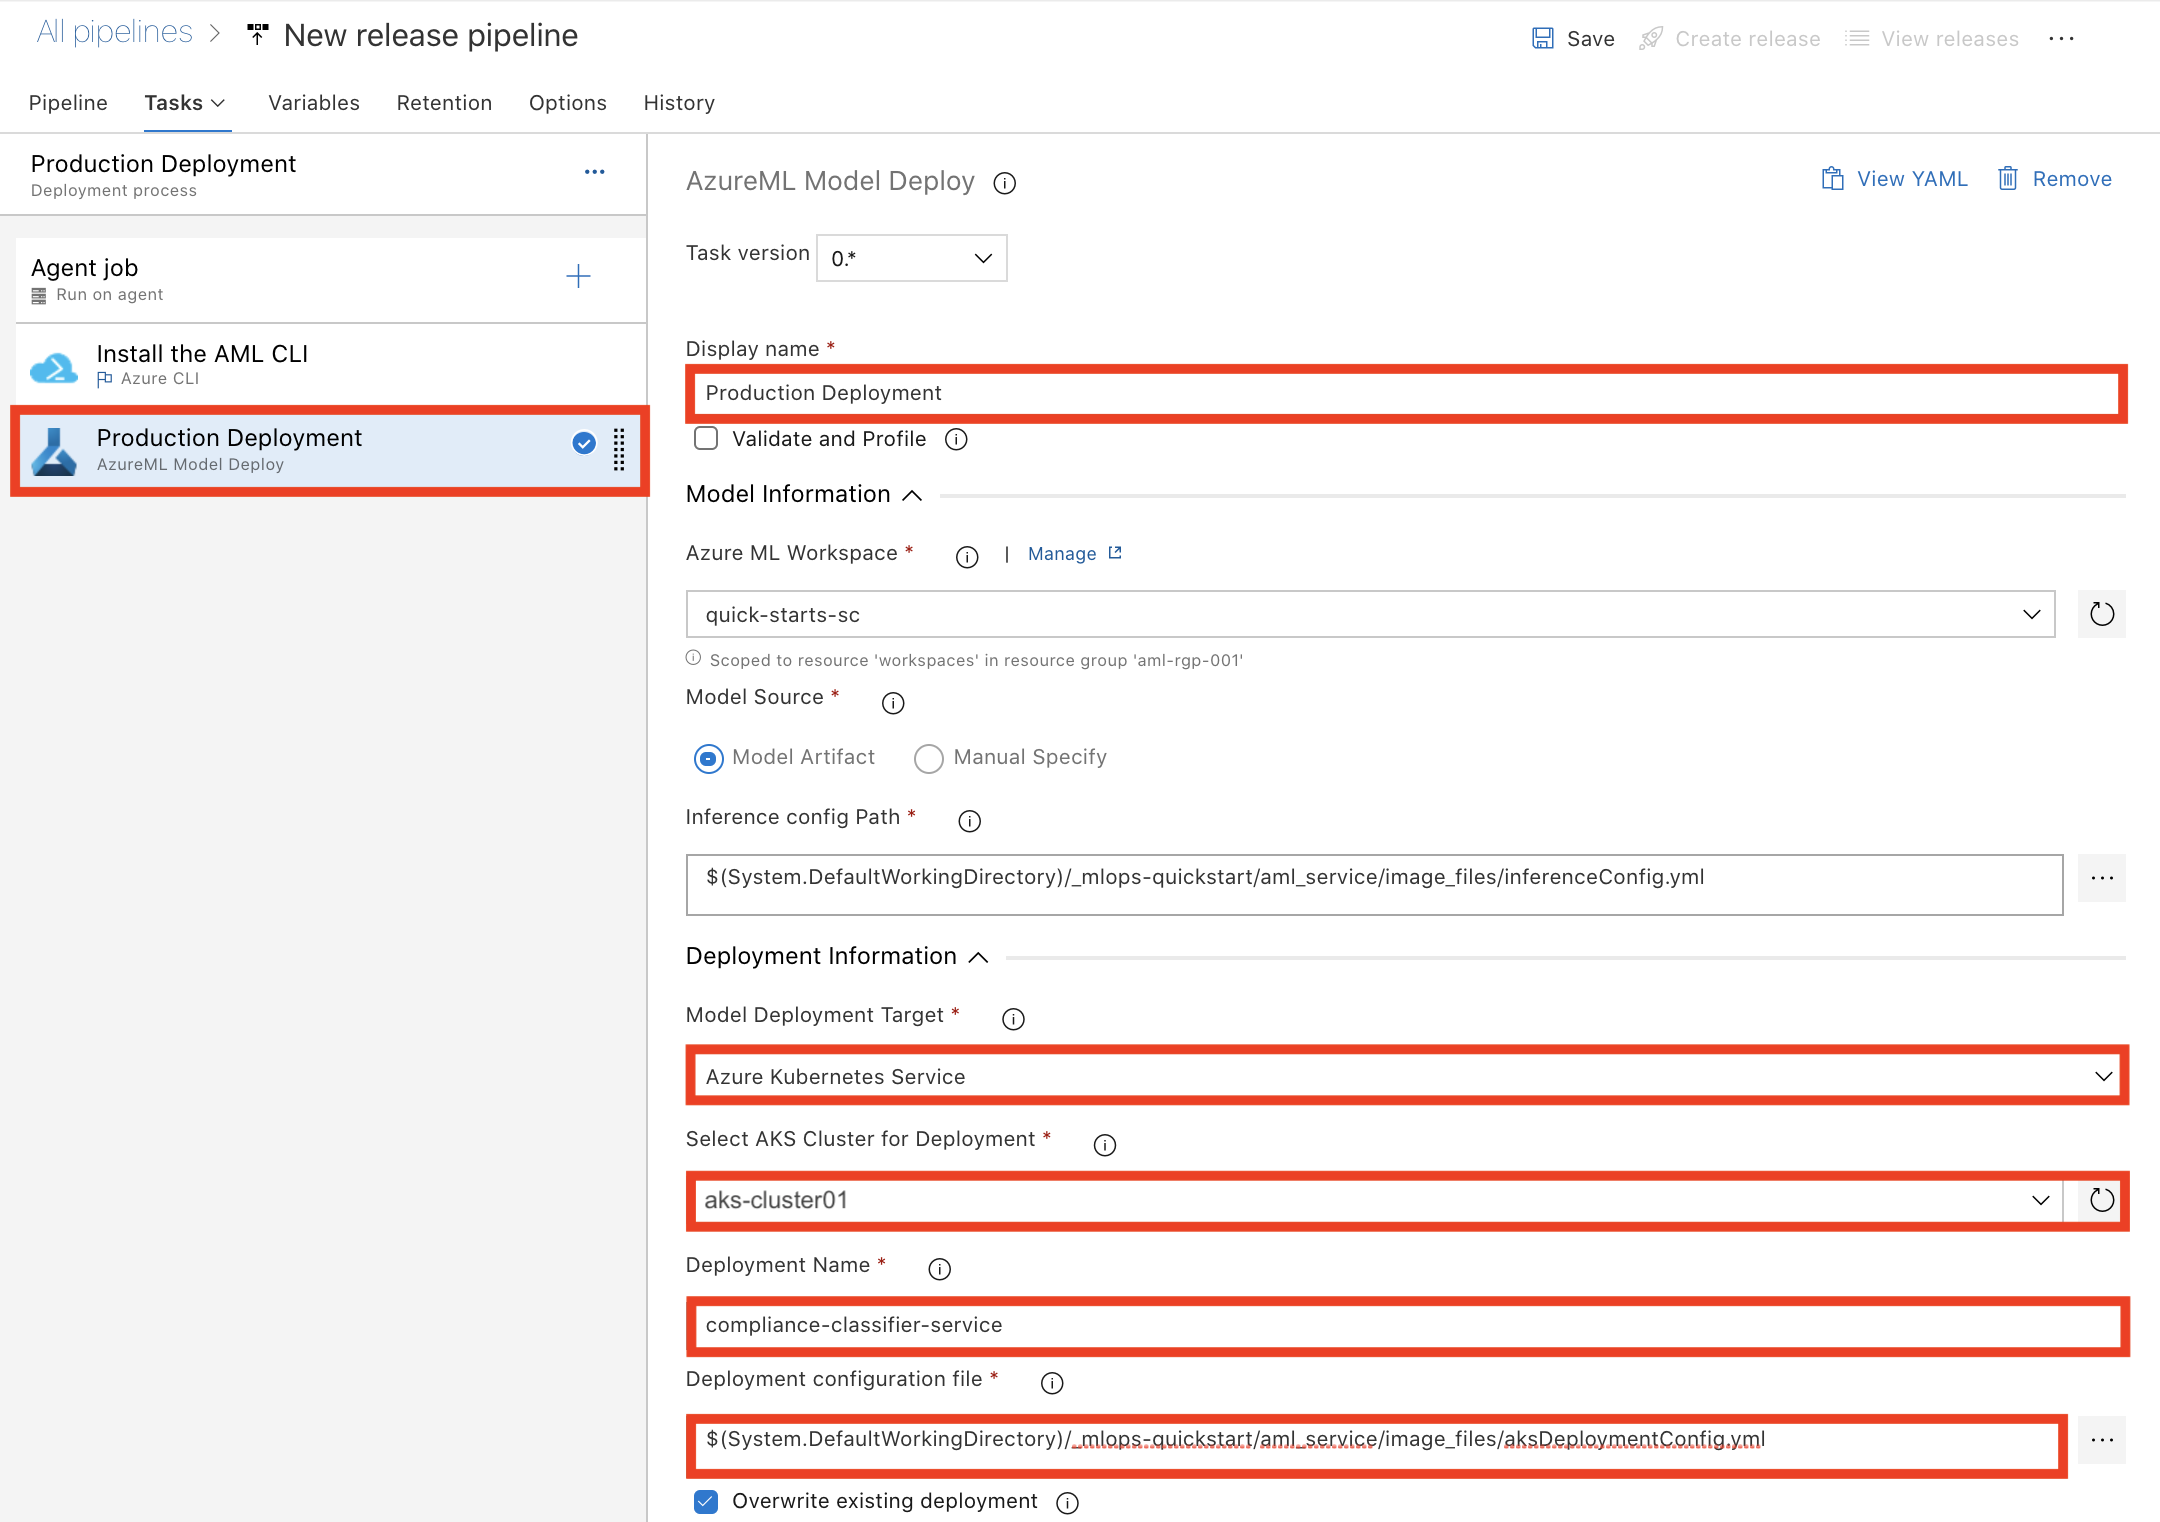 All pipelines > New release pipeline
Save Create release View releases ...
Pipeline Tasks Variables Retention Options History
Production Deployment
Deployment process
Agent job
Run on agent
Install the AML CLI
Azure CLI
Production Deployment
AzureML Model Deploy
AzureML Model Deploy
View YAML Remove
Task version 0.*
Display name *
Production Deployment
Validate and Profile
Model Information
Azure ML Workspace * | Manage
quick-starts-sc
Scoped to resource 'workspaces' in resource group 'aml-rgp-001'
Model Source *
Model Artifact Manual Specify
Inference config Path *
$(System.DefaultWorkingDirectory)/_mlops-quickstart/aml_service/image_files/inferenceConfig.yml
Deployment Information
Model Deployment Target *
Azure Kubernetes Service
Select AKS Cluster for Deployment *
aks-cluster01
Deployment Name *
compliance-classifier-service
Deployment configuration file *
$(System.DefaultWorkingDirectory)/_mlops-quickstart/aml_service/image_files/aksDeploymentConfig.yml
Overwrite existing deployment